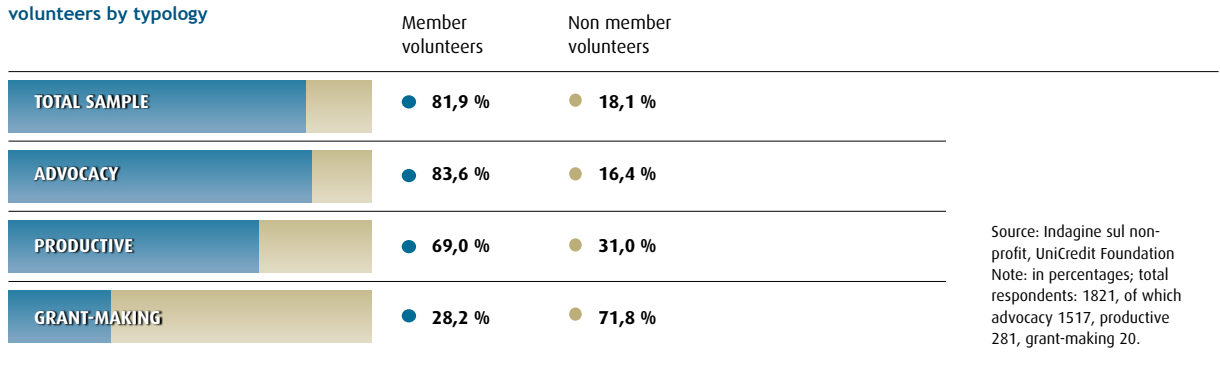 volunteers by typology
Member
volunteers
Non member
volunteers
TOTAL SAMPLE
81,9 %
18,1 %
ADVOCACY
83,6 %
16,4 %
PRODUCTIVE
69,0 %
31,0 %
GRANT-MAKING
28,2 %
71,8 %
Source: Indagine sul non-
profit, UniCredit Foundation
Note: in percentages; total
respondents: 1821, of which
advocacy 1517, productive
281, grant-making 20.